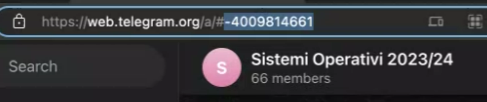 https://web.telegram.org/a/#-4009814661
Search
S
Sistemi Operativi 2023/24
66 members